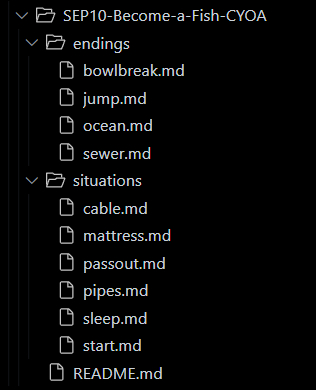 SEP10-Become-a-Fish-CYOA
endings
bowlbreak.md
jump.md
ocean.md
sewer.md
situations
cable.md
mattress.md
passout.md
pipes.md
sleep.md
start.md
README.md